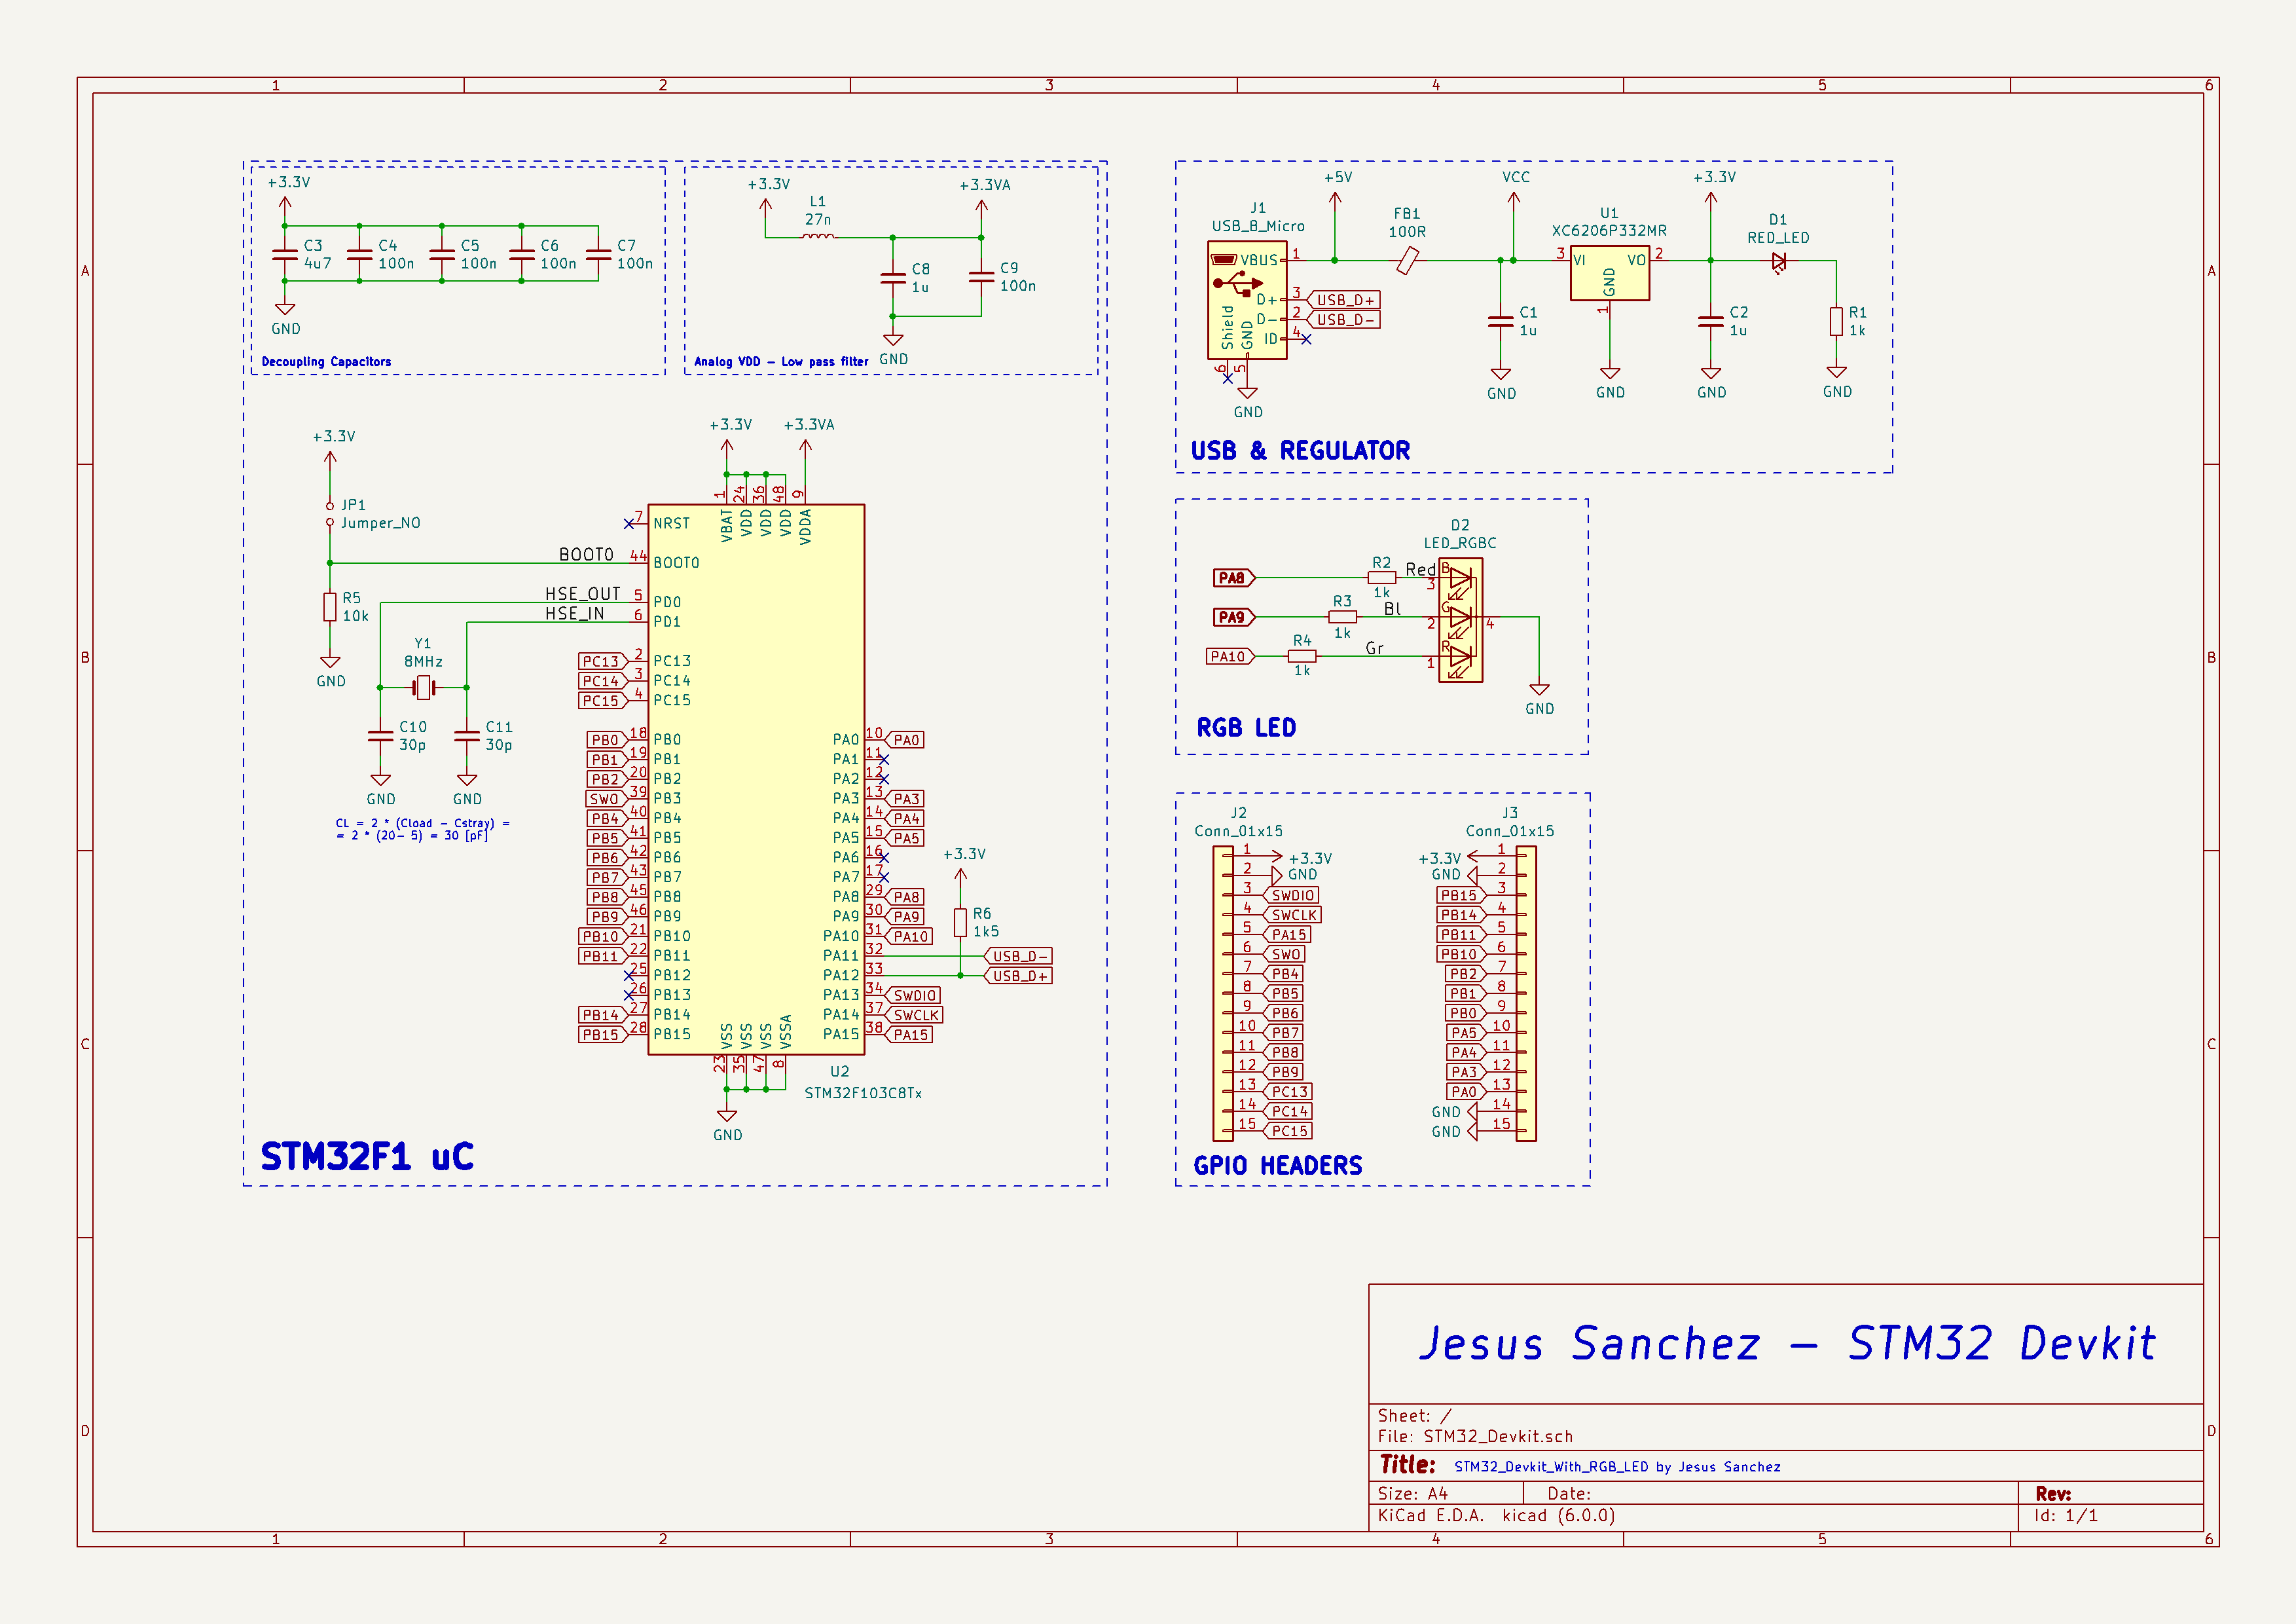 1 2 3 4 5 6
A
B
C
D
+3.3V
C3
4u7
C4
100n
C5
100n
C6
100n
C7
100n
GND
Decoupling Capacitors
+3.3V
L1
27n
+3.3VA
C8
1u
C9
100n
GND
Analog VDD – Low pass filter
+3.3V
JP1
Jumper_NO
BOOT0
R5
10k
GND
HSE_OUT
HSE_IN
Y1
8MHz
C10
30p
C11
30p
GND
GND
CL = 2 * (Cload – Cstray) =
= 2 * (20– 5) = 30 [pF]
+3.3V
+3.3VA
1 VBAT
24 VDD
36 VDD
48 VDD
9 VDDA
7 NRST
44 BOOT0
5 PD0
6 PD1
PC13 2 PC13
PC14 3 PC14
PC15 4 PC15
PB0 18 PB0
PB1 19 PB1
PB2 20 PB2
SWO 39 PB3
PB4 40 PB4
PB5 41 PB5
PB6 42 PB6
PB7 43 PB7
PB8 45 PB8
PB9 46 PB9
PB10 21 PB10
PB11 22 PB11
25 PB12
26 PB13
PB14 27 PB14
PB15 28 PB15
PA0 10 PA0
PA1 11
PA2 12
PA3 13 PA3
PA4 14 PA4
PA5 15 PA5
PA6 16
PA7 17
PA8 29 PA8
PA9 30 PA9
PA10 31 PA10
PA11 32 USB_D–
PA12 33 USB_D+
PA13 34 SWDIO
PA14 37 SWCLK
PA15 38 PA15
+3.3V
R6
1k5
VSS 23
VSS 35
VSS 47
VSSA 8
U2
STM32F103C8Tx
GND
STM32F1 uC
J1
USB_B_Micro
VBUS 1
D+ 3 USB_D+
D– 2 USB_D–
ID 4
Shield 6
GND 5
GND
+5V
FB1
100R
VCC
C1
1u
GND
U1
XC6206P332MR
3 VI
VO 2
GND 1
GND
+3.3V
C2
1u
GND
D1
RED_LED
R1
1k
GND
USB & REGULATOR
D2
LED_RGBC
PA8
R2
1k
Red
3
B
PA9
R3
1k
Bl
2
G
4
PA10
R4
1k
Gr
1
R
GND
RGB LED
J2
Conn_01x15
1 +3.3V
2 GND
3 SWDIO
4 SWCLK
5 PA15
6 SWO
7 PB4
8 PB5
9 PB6
10 PB7
11 PB8
12 PB9
13 PC13
14 PC14
15 PC15
J3
Conn_01x15
+3.3V 1
GND 2
PB15 3
PB14 4
PB11 5
PB10 6
PB2 7
PB1 8
PB0 9
PA5 10
PA4 11
PA3 12
PA0 13
GND 14
GND 15
GPIO HEADERS
Jesus Sanchez – STM32 Devkit
Sheet: /
File: STM32_Devkit.sch
Title: STM32_Devkit_With_RGB_LED by Jesus Sanchez
Size: A4 Date: Rev:
KiCad E.D.A. kicad (6.0.0) Id: 1/1
A
B
C
D
1 2 3 4 5 6